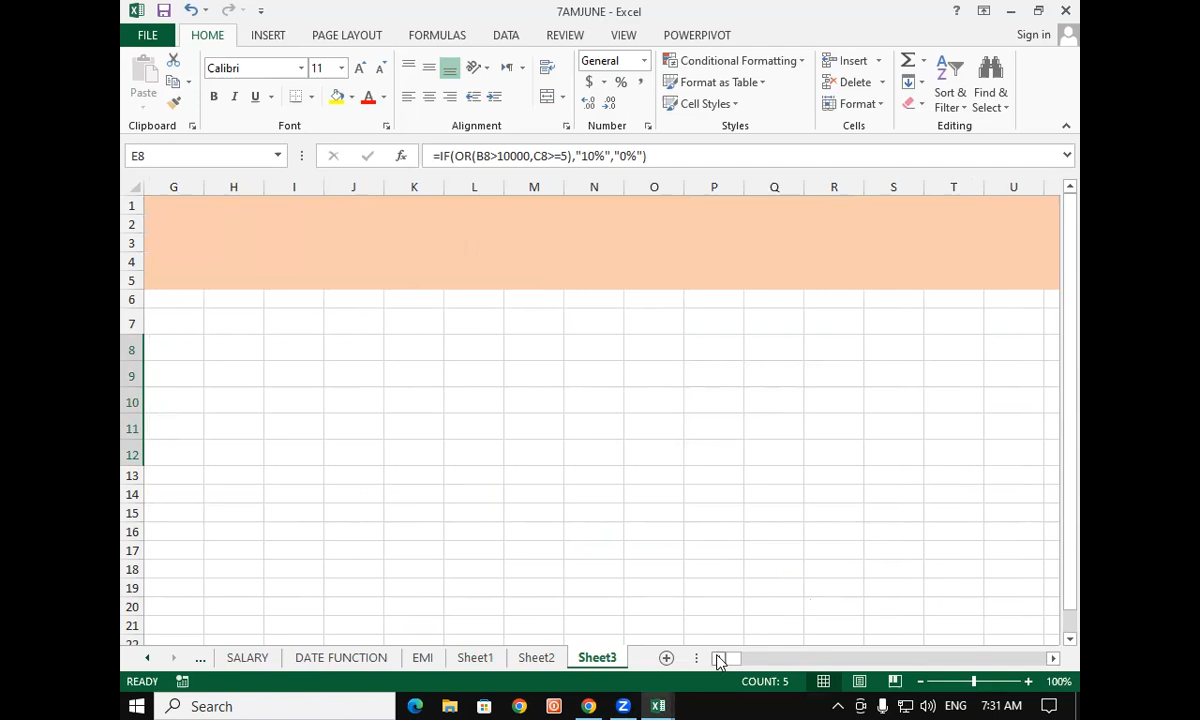 7AMJUNE - Excel
?
FILE HOME INSERT PAGE LAYOUT FORMULAS DATA REVIEW VIEW POWERPIVOT Sign in
Paste
Calibri 11
B I U A
General
$ %
Conditional Formatting
Format as Table
Cell Styles
Insert
Delete
Format
Sort &
Filter
Find &
Select
Clipboard Font Alignment Number Styles Cells Editing
E8 fx =IF(OR(B8>10000,C8>=5),"10%","0%")
G H I J K L M N O P Q R S T U
1
2
3
4
5
6
7
8
9
10
11
12
13
14
15
16
17
18
19
20
21
22
... SALARY DATE FUNCTION EMI Sheet1 Sheet2 Sheet3
READY COUNT: 5 100%
Search ENG 7:31 AM